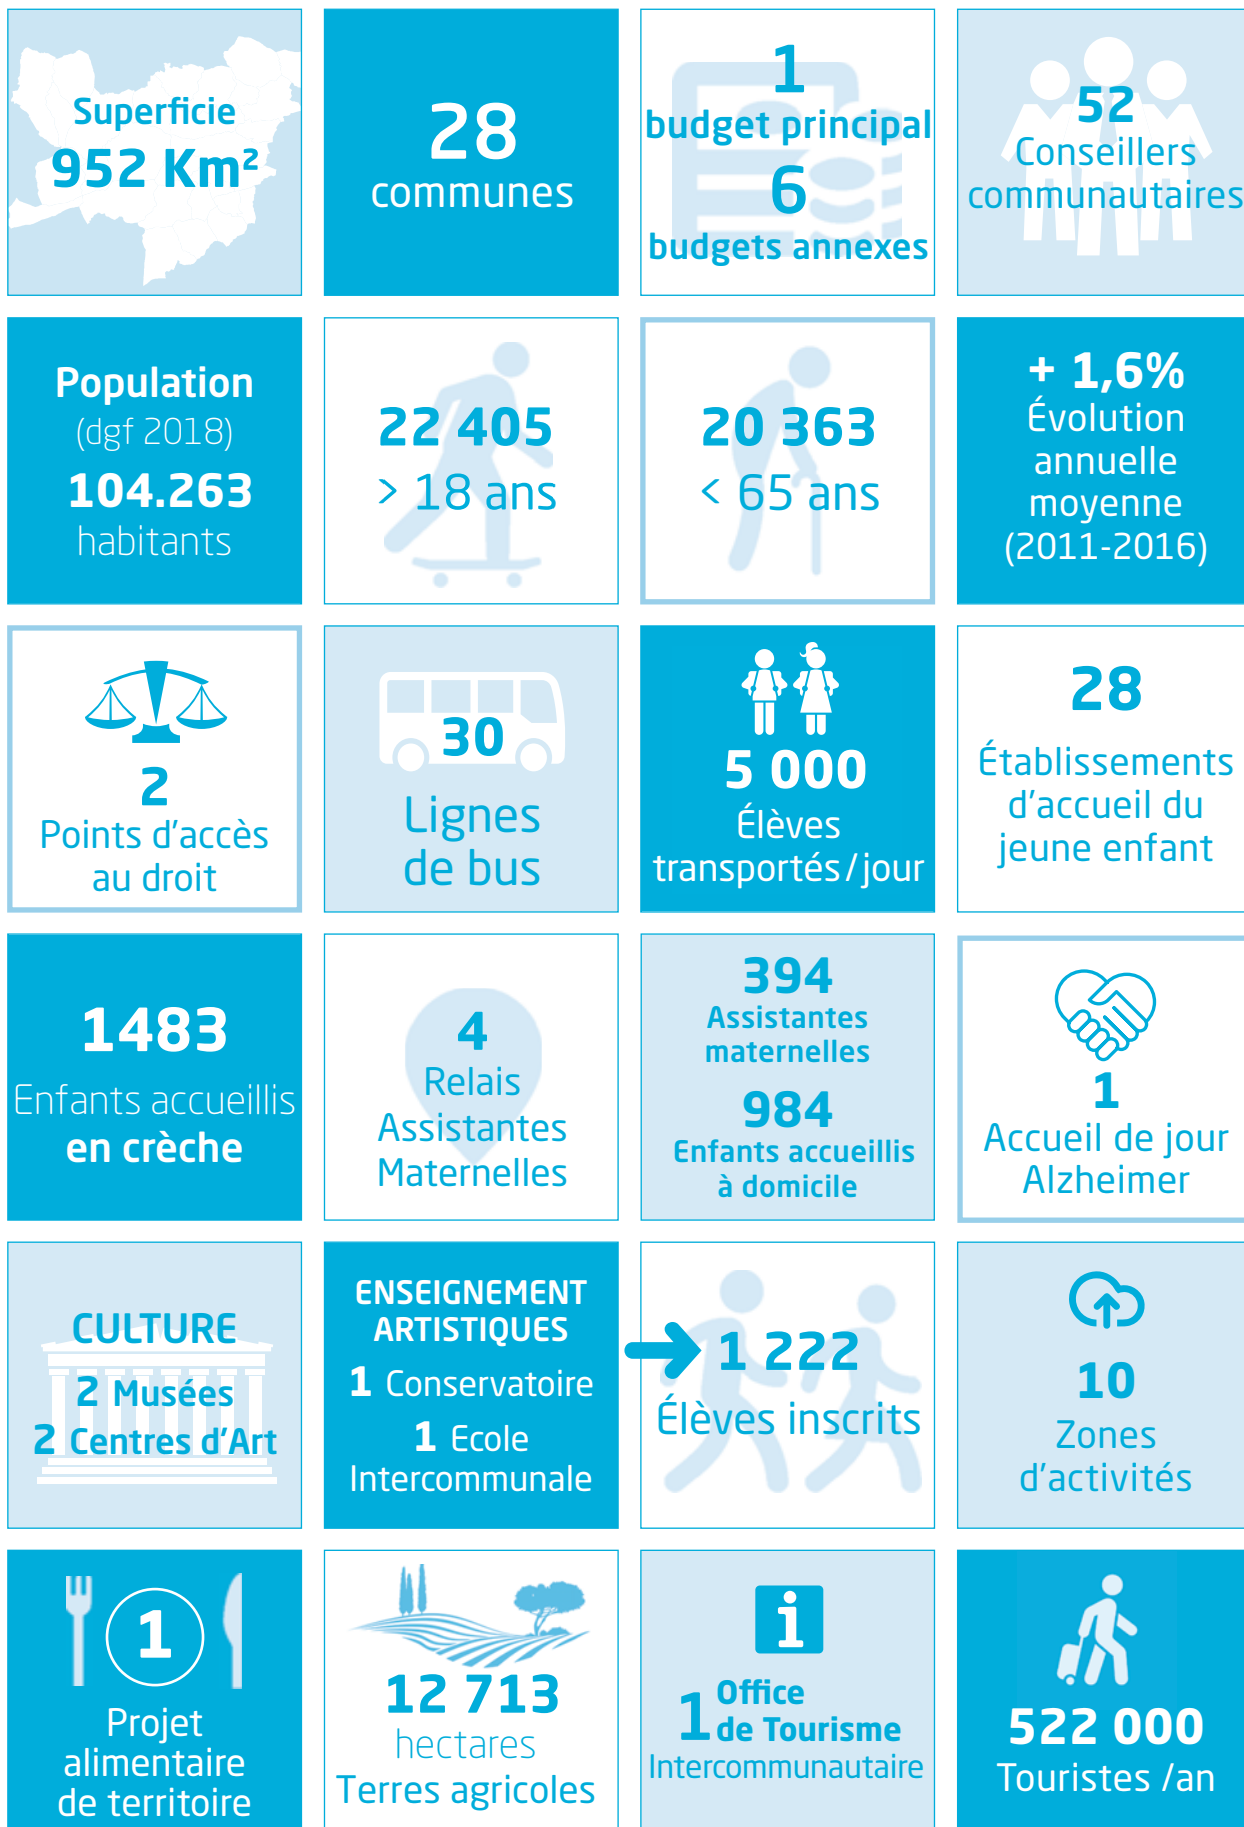 Superficie
952 Km²
28
communes
1
budget principal
6
budgets annexes
52
Conseillers
communautaires
Population
(dgf 2018)
104.263
habitants
22 405
> 18 ans
20 363
< 65 ans
+ 1,6%
Évolution
annuelle
moyenne
(2011-2016)
2
Points d'accès
au droit
30
Lignes
de bus
5 000
Élèves
transportés/jour
28
Établissements
d'accueil du
jeune enfant
1483
Enfants accueillis
en crèche
4
Relais
Assistantes
Maternelles
394
Assistantes
maternelles
984
Enfants accueillis
à domicile
1
Accueil de jour
Alzheimer
CULTURE
2 Musées
2 Centres d'Art
ENSEIGNEMENT
ARTISTIQUES
1 Conservatoire
1 Ecole
Intercommunale
1 222
Élèves inscrits
10
Zones
d'activités
1
Projet
alimentaire
de territoire
12 713
hectares
Terres agricoles
i
1 Office
de Tourisme
Intercommunautaire
522 000
Touristes /an